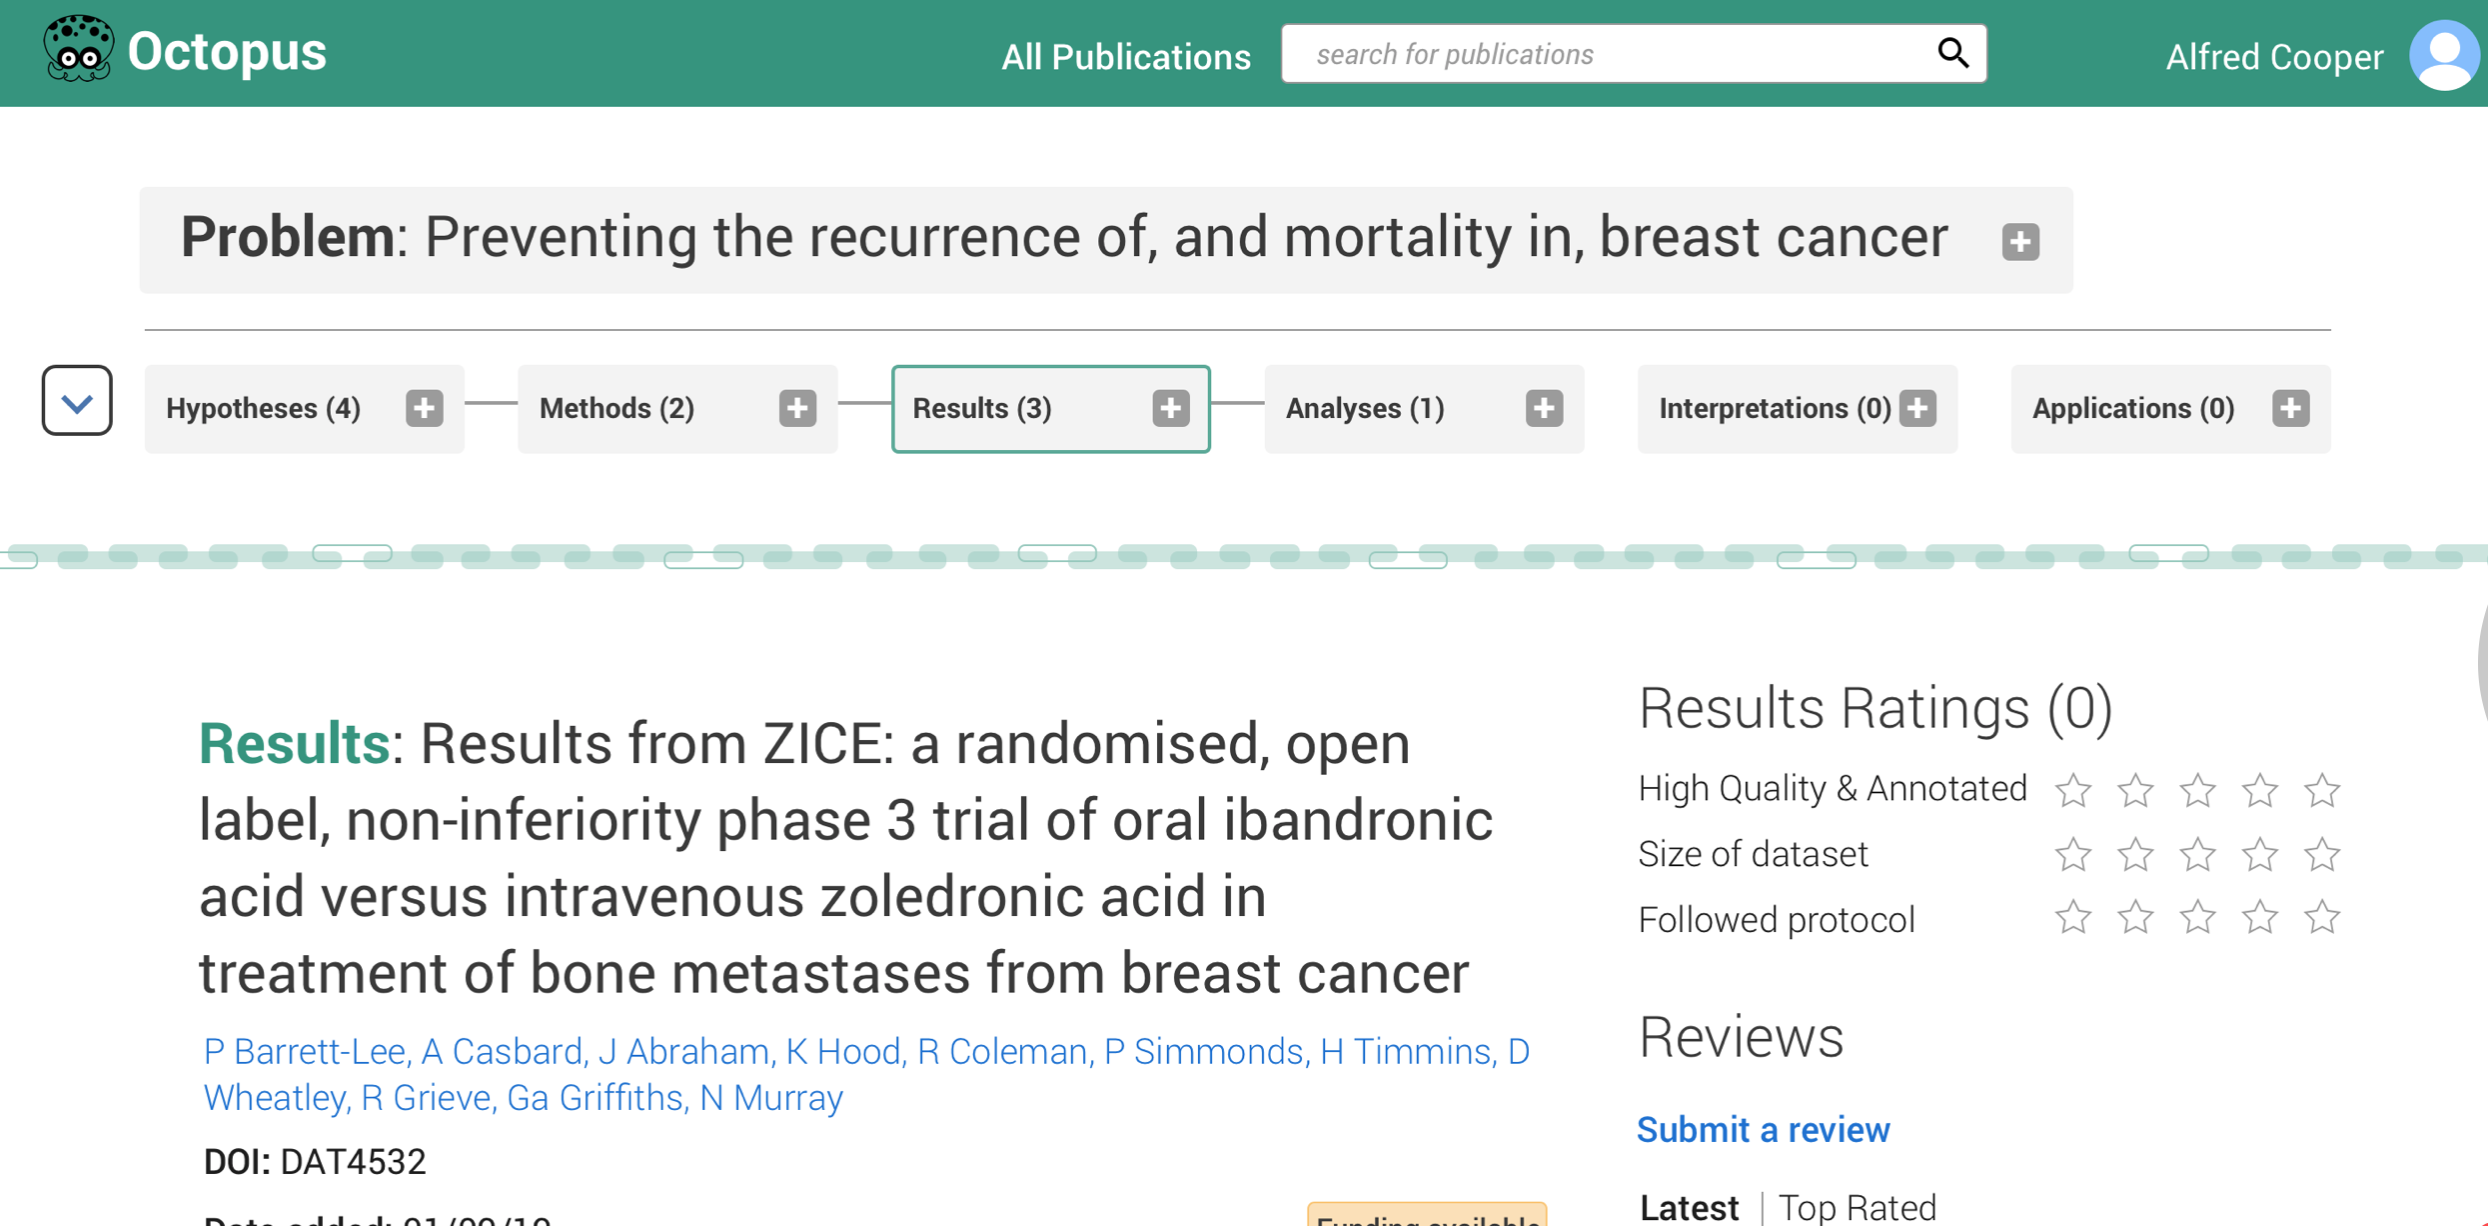 Octopus
All Publications
search for publications
Alfred Cooper
Problem: Preventing the recurrence of, and mortality in, breast cancer
Hypotheses (4)
Methods (2)
Results (3)
Analyses (1)
Interpretations (0)
Applications (0)
Results: Results from ZICE: a randomised, open
label, non-inferiority phase 3 trial of oral ibandronic
acid versus intravenous zoledronic acid in
treatment of bone metastases from breast cancer
P Barrett-Lee, A Casbard, J Abraham, K Hood, R Coleman, P Simmonds, H Timmins, D
Wheatley, R Grieve, Ga Griffiths, N Murray
DOI: DAT4532
Date added:
Funding available
Results Ratings (0)
High Quality & Annotated
Size of dataset
Followed protocol
Reviews
Submit a review
Latest | Top Rated